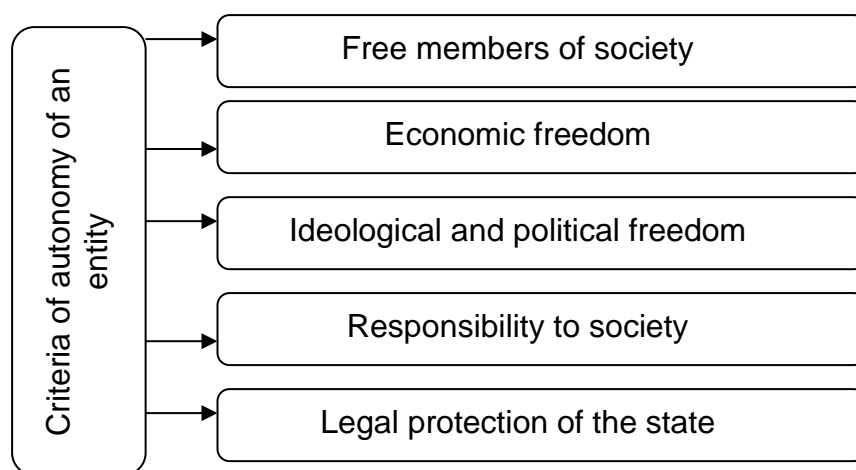 Criteria of autonomy of an
entity
Free members of society
Economic freedom
Ideological and political freedom
Responsibility to society
Legal protection of the state